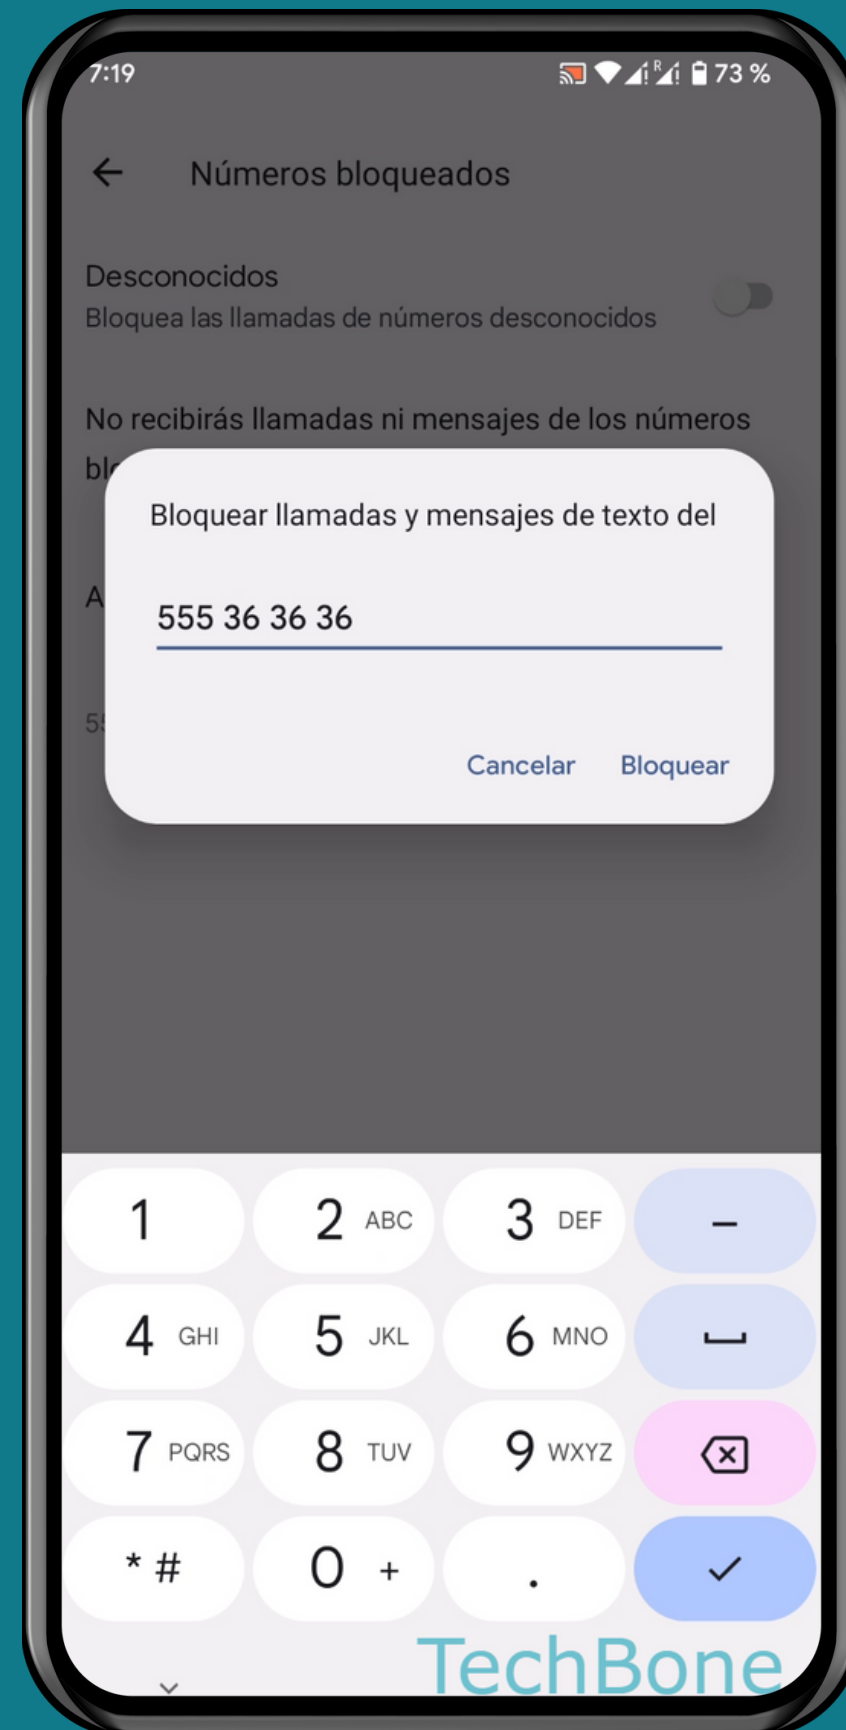 7:19
R
73 %
Números bloqueados
Desconocidos
Bloquea las llamadas de números desconocidos
No recibirás llamadas ni mensajes de los números
Bloquear llamadas y mensajes de texto del
555 36 36 36
Cancelar Bloquear
1 2 ABC 3 DEF –
4 GHI 5 JKL 6 MNO
7 PQRS 8 TUV 9 WXYZ
* # 0 + .
TechBone